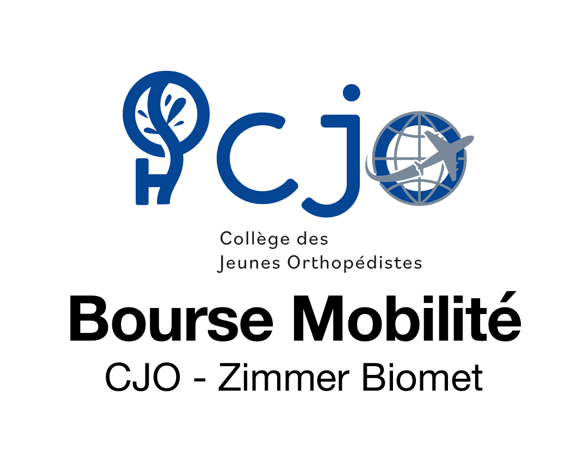 cjo
Collège des
Jeunes Orthopédistes
Bourse Mobilité
CJO - Zimmer Biomet